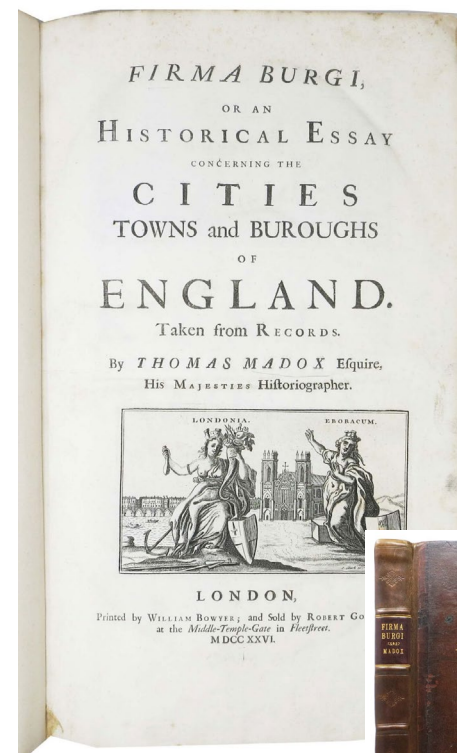 FIRMA BURGI,
OR AN
HISTORICAL ESSAY
CONCERNING THE
CITIES
TOWNS and BUROUGHS
OF
ENGLAND.
Taken from RECORDS.
By THOMAS MADOX Eſquire,
His MAJESTIES Hiſtoriographer.
LONDONIA.
EBORACUM.
LONDON,
Printed by WILLIAM BOWYER; and Sold by ROBERT
at the Middle-Temple-Gate in Fleetſtreet.
M DCC XXVI.
FIRMA
BURGI
MADOX